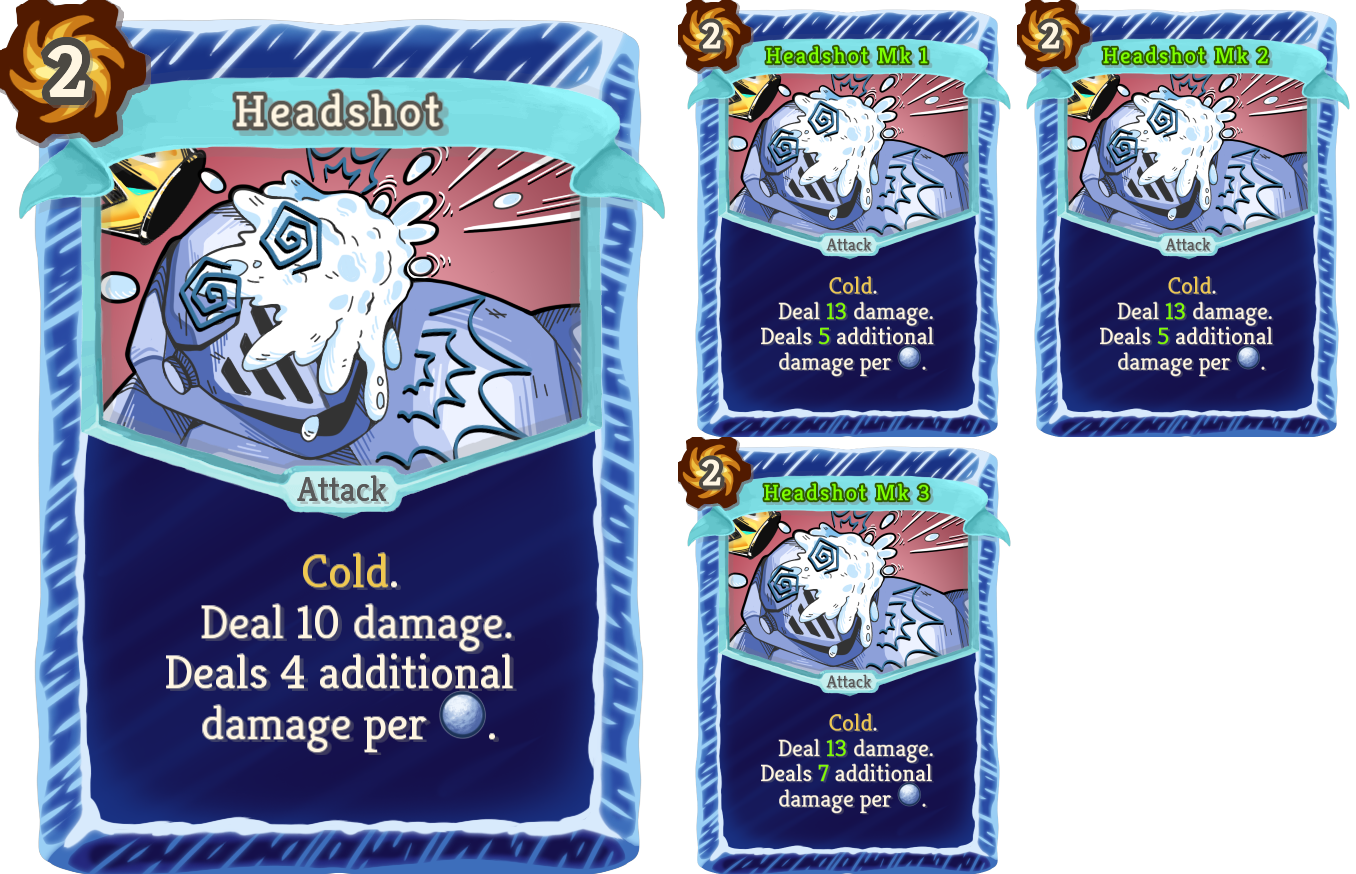 2
Headshot
Attack
Cold.
Deal 10 damage.
Deals 4 additional
damage per .
2
Headshot Mk 1
Attack
Cold.
Deal 13 damage.
Deals 5 additional
damage per .
2
Headshot Mk 2
Attack
Cold.
Deal 13 damage.
Deals 5 additional
damage per .
2
Headshot Mk 3
Attack
Cold.
Deal 13 damage.
Deals 7 additional
damage per .